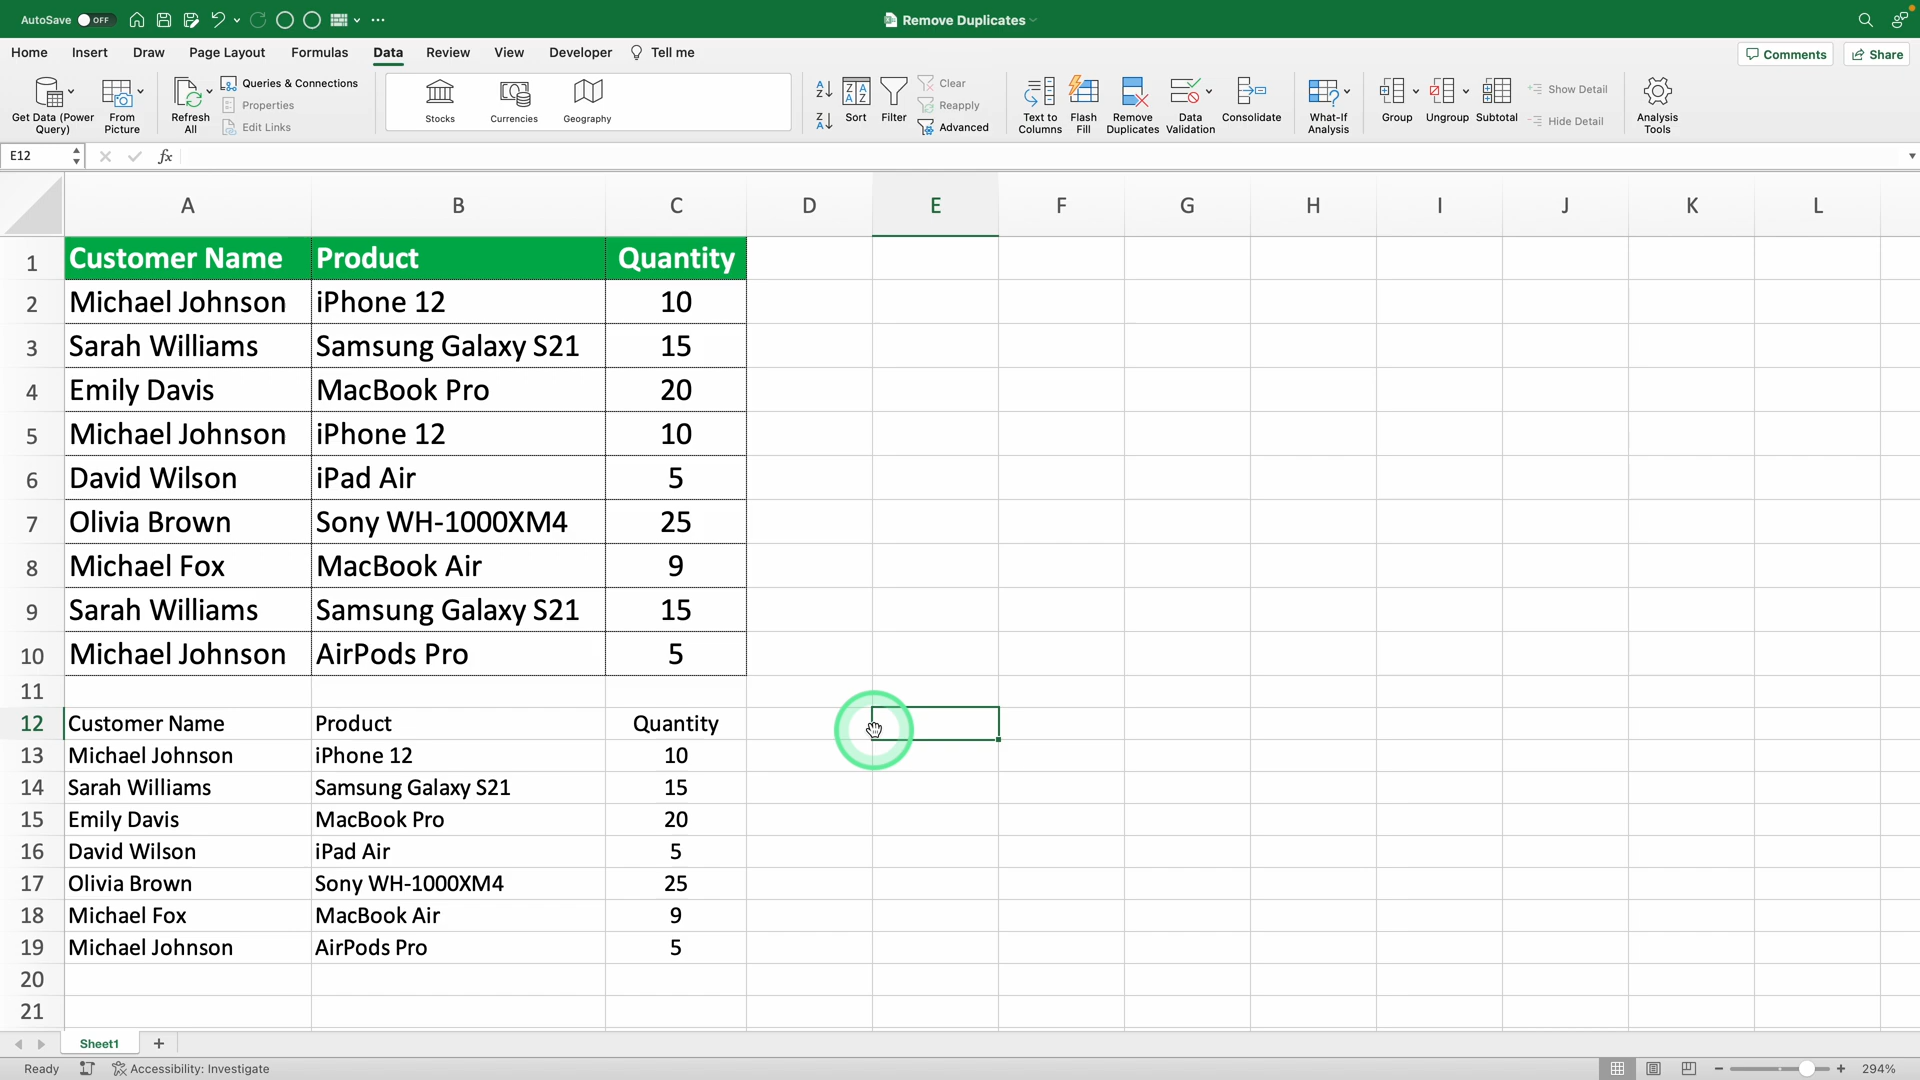 AutoSave OFF Remove Duplicates
Home Insert Draw Page Layout Formulas Data Review View Developer Tell me Comments Share
Get Data (Power Query)
From Picture
Refresh All
Queries & Connections
Properties
Edit Links
Stocks Currencies Geography
Sort Filter
Clear
Reapply
Advanced
Text to Columns
Flash Fill
Remove Duplicates
Data Validation
Consolidate
What-If Analysis
Group Ungroup Subtotal
Show Detail
Hide Detail
Analysis Tools
E12 fx
A B C D E F G H I J K L
1 Customer Name Product Quantity
2 Michael Johnson iPhone 12 10
3 Sarah Williams Samsung Galaxy S21 15
4 Emily Davis MacBook Pro 20
5 Michael Johnson iPhone 12 10
6 David Wilson iPad Air 5
7 Olivia Brown Sony WH-1000XM4 25
8 Michael Fox MacBook Air 9
9 Sarah Williams Samsung Galaxy S21 15
10 Michael Johnson AirPods Pro 5
11
12 Customer Name Product Quantity
13 Michael Johnson iPhone 12 10
14 Sarah Williams Samsung Galaxy S21 15
15 Emily Davis MacBook Pro 20
16 David Wilson iPad Air 5
17 Olivia Brown Sony WH-1000XM4 25
18 Michael Fox MacBook Air 9
19 Michael Johnson AirPods Pro 5
20
21
Sheet1
Ready Accessibility: Investigate 294%